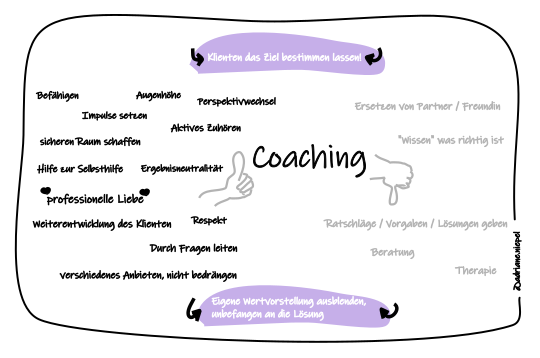 Klienten das Ziel bestimmen lassen!
Befähigen
Augenhöhe
Perspektivwechsel
Impulse setzen
Aktives Zuhören
sicheren Raum schaffen
Hilfe zur Selbsthilfe
Ergebnisneutralität
professionelle Liebe
Weiterentwicklung des Klienten
Respekt
Durch Fragen leiten
verschiedenes Anbieten, nicht bedrängen
Coaching
Ersetzen von Partner / Freundin
"Wissen" was richtig ist
Ratschläge / Vorgaben / Lösungen geben
Beratung
Therapie
Eigene Wertvorstellung ausblenden,
unbefangen an die Lösung